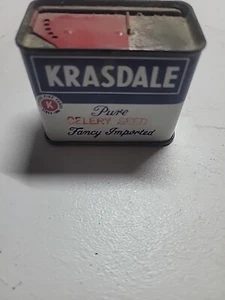 KRASDALE
K
Pure
CELERY SEED
Fancy Imported